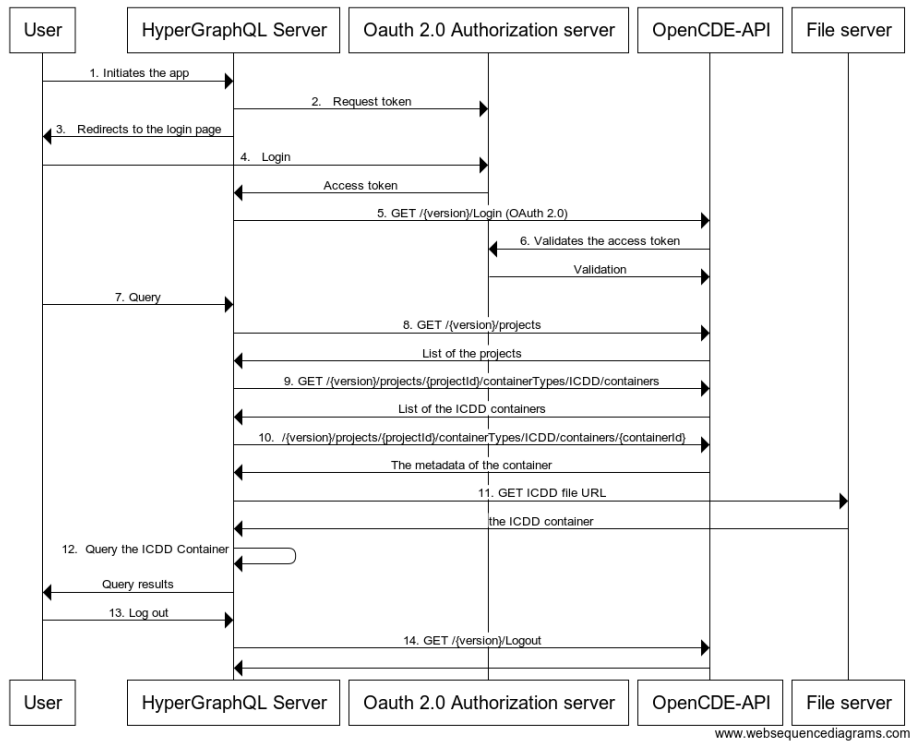 User
HyperGraphQL Server
Oauth 2.0 Authorization server
OpenCDE-API
File server
1. Initiates the app
2. Request token
3. Redirects to the login page
4. Login
Access token
5. GET /{version}/Login (OAuth 2.0)
6. Validates the access token
Validation
7. Query
8. GET /{version}/projects
List of the projects
9. GET /{version}/projects/{projectId}/containerTypes/ICDD/containers
List of the ICDD containers
10. /{version}/projects/{projectId}/containerTypes/ICDD/containers/{containerId}
The metadata of the container
11. GET ICDD file URL
the ICDD container
12. Query the ICDD Container
Query results
13. Log out
14. GET /{version}/Logout
User
HyperGraphQL Server
Oauth 2.0 Authorization server
OpenCDE-API
File server
www.websequencediagrams.com